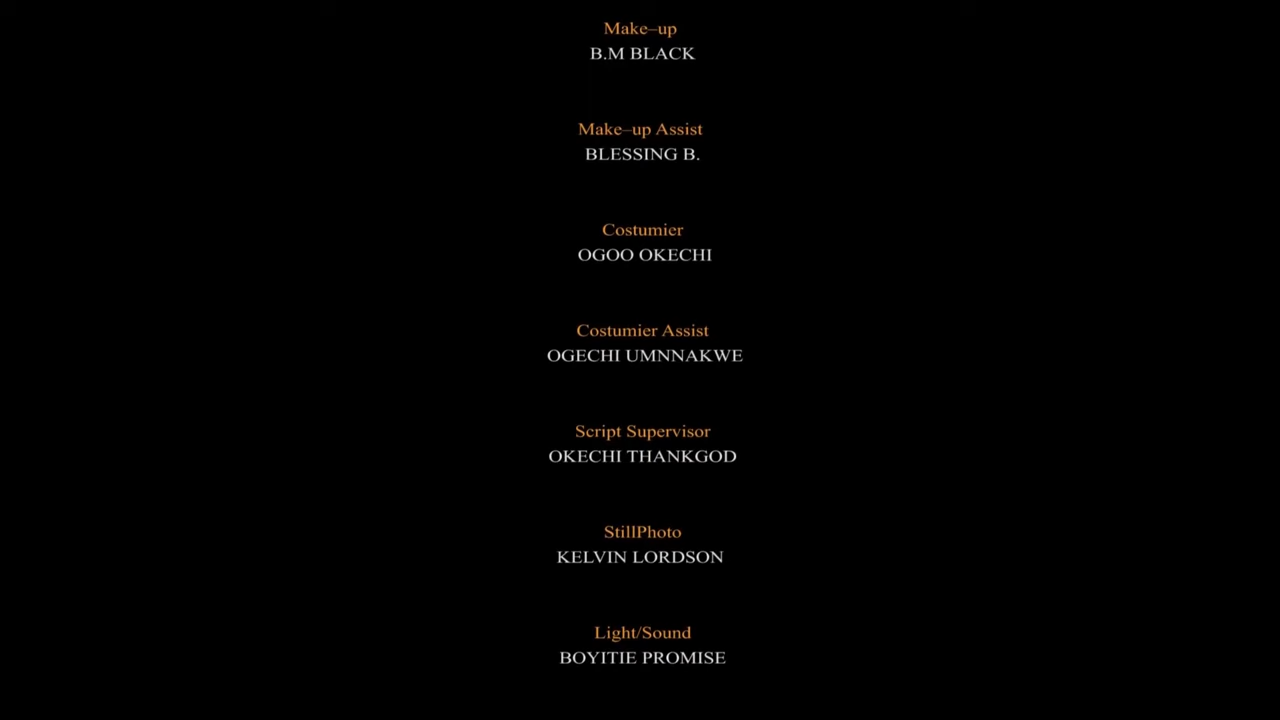 Make–up
B.M BLACK
Make–up Assist
BLESSING B.
Costumier
OGOO OKECHI
Costumier Assist
OGECHI UMNNAKWE
Script Supervisor
OKECHI THANKGOD
StillPhoto
KELVIN LORDSON
Light/Sound
BOYITIE PROMISE